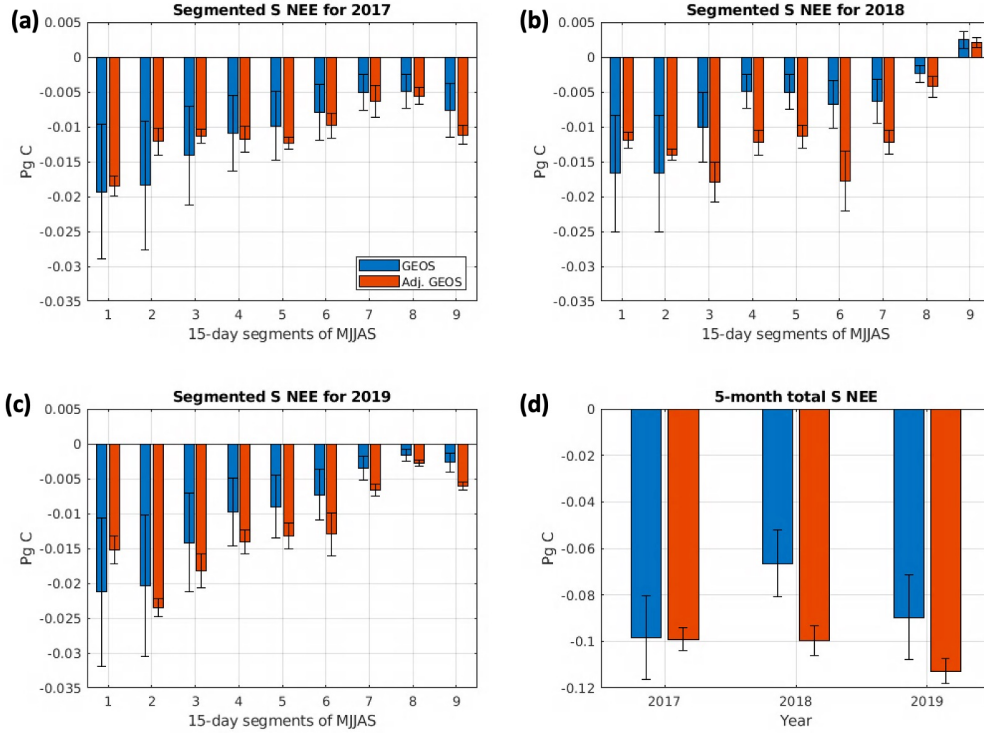 (a)
Segmented S NEE for 2017
0.005
0
-0.005
-0.01
-0.015
-0.02
-0.025
-0.03
-0.035
Pg C
GEOS
Adj. GEOS
1 2 3 4 5 6 7 8 9
15-day segments of MJJAS
(b)
Segmented S NEE for 2018
0.005
0
-0.005
-0.01
-0.015
-0.02
-0.025
-0.03
-0.035
Pg C
1 2 3 4 5 6 7 8 9
15-day segments of MJJAS
(c)
Segmented S NEE for 2019
0.005
0
-0.005
-0.01
-0.015
-0.02
-0.025
-0.03
-0.035
Pg C
1 2 3 4 5 6 7 8 9
15-day segments of MJJAS
(d)
5-month total S NEE
0
-0.02
-0.04
-0.06
-0.08
-0.1
-0.12
Pg C
2017 2018 2019
Year